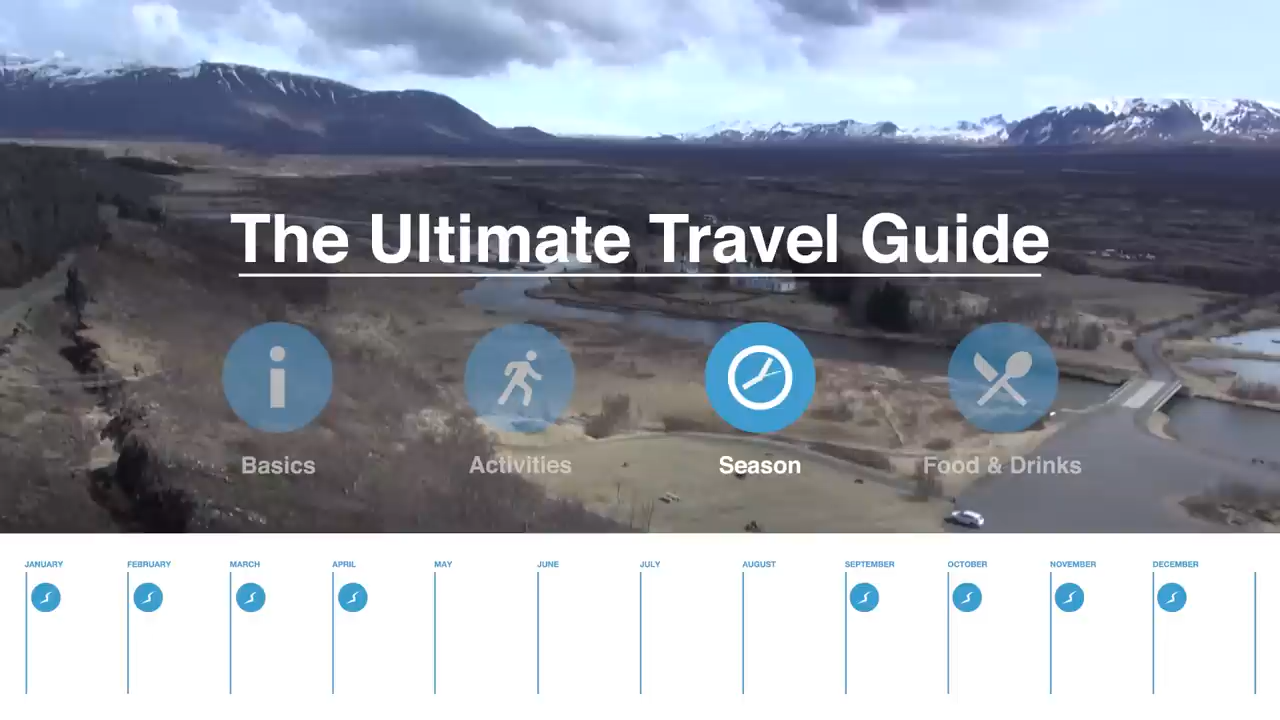 The Ultimate Travel Guide
Basics Activities Season Food & Drinks
JANUARY FEBRUARY MARCH APRIL MAY JUNE JULY AUGUST SEPTEMBER OCTOBER NOVEMBER DECEMBER